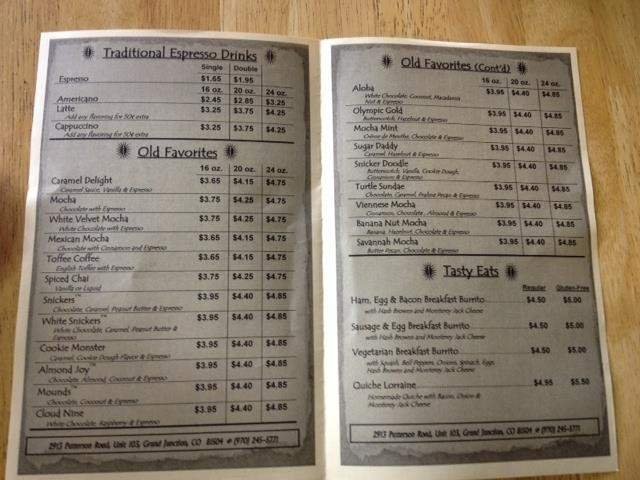 Traditional Espresso Drinks
Single Double
Espresso $1.65 $1.95
16 oz. 20 oz. 24 oz.
Americano $2.45 $2.85 $3.25
Latte $3.25 $3.75 $4.25
Add any flavoring for 50¢ extra
Cappuccino $3.25 $3.75 $4.25
Add any flavoring for 50¢ extra
Old Favorites
16 oz. 20 oz. 24 oz.
Caramel Delight $3.65 $4.15 $4.75
Caramel Sauce, Vanilla & Espresso
Mocha $3.75 $4.25 $4.75
Chocolate with Espresso
White Velvet Mocha $3.75 $4.25 $4.75
White Chocolate with Espresso
Mexican Mocha $3.65 $4.15 $4.75
Chocolate with Cinnamon and Espresso
Toffee Coffee $3.65 $4.15 $4.75
English Toffee with Espresso
Spiced Chai $3.75 $4.25 $4.75
Vanilla or Liquid
Snickers™ $3.95 $4.40 $4.85
Chocolate, Caramel, Peanut Butter & Espresso
White Snickers™ $3.95 $4.40 $4.85
White Chocolate, Caramel, Peanut Butter &
Espresso
Cookie Monster $3.95 $4.40 $4.85
Caramel, Cookie Dough Flavor & Espresso
Almond Joy™ $3.95 $4.40 $4.85
Chocolate, Almond, Coconut & Espresso
Mounds™ $3.95 $4.40 $4.85
Chocolate, Coconut & Espresso
Cloud Nine $3.95 $4.40 $4.85
White Chocolate, Raspberry & Espresso
2913 Patterson Road, Unit 103, Grand Junction, CO 81504 (970) 245-5771
Old Favorites (Cont'd)
16 oz. 20 oz. 24 oz.
Aloha $3.95 $4.40 $4.85
White Chocolate, Coconut, Macadamia
Nut & Espresso
Olympic Gold $3.95 $4.40 $4.85
Butterscotch, Hazelnut & Espresso
Mocha Mint $3.95 $4.40 $4.85
Crème de Menthe, Chocolate & Espresso
Sugar Daddy $3.95 $4.40 $4.85
Caramel, Hazelnut & Espresso
Snicker Doodle $3.95 $4.40 $4.85
Butterscotch, Vanilla, Cookie Dough,
Cinnamon & Espresso
Turtle Sundae $3.95 $4.40 $4.85
Chocolate, Caramel, Praline Pecan & Espresso
Viennese Mocha $3.95 $4.40 $4.85
Cinnamon, Chocolate, Almond & Espresso
Banana Nut Mocha $3.95 $4.40 $4.85
Banana, Hazelnut, Chocolate & Espresso
Savannah Mocha $3.95 $4.40 $4.85
Butter Pecan, Chocolate & Espresso
Tasty Eats
Regular Gluten-Free
Ham, Egg & Bacon Breakfast Burrito $4.50 $5.00
with Hash Browns and Monterey Jack Cheese
Sausage & Egg Breakfast Burrito $4.50 $5.00
with Hash Browns and Monterey Jack Cheese
Vegetarian Breakfast Burrito $4.50 $5.00
with Squash, Bell Peppers, Onions, Spinach, Eggs,
Hash Browns and Monterey Jack Cheese
Quiche Lorraine $4.95 $5.50
Homemade Quiche with Bacon, Onion &
Monterey Jack Cheese
2913 Patterson Road, Unit 103, Grand Junction, CO 81504 (970) 245-5771